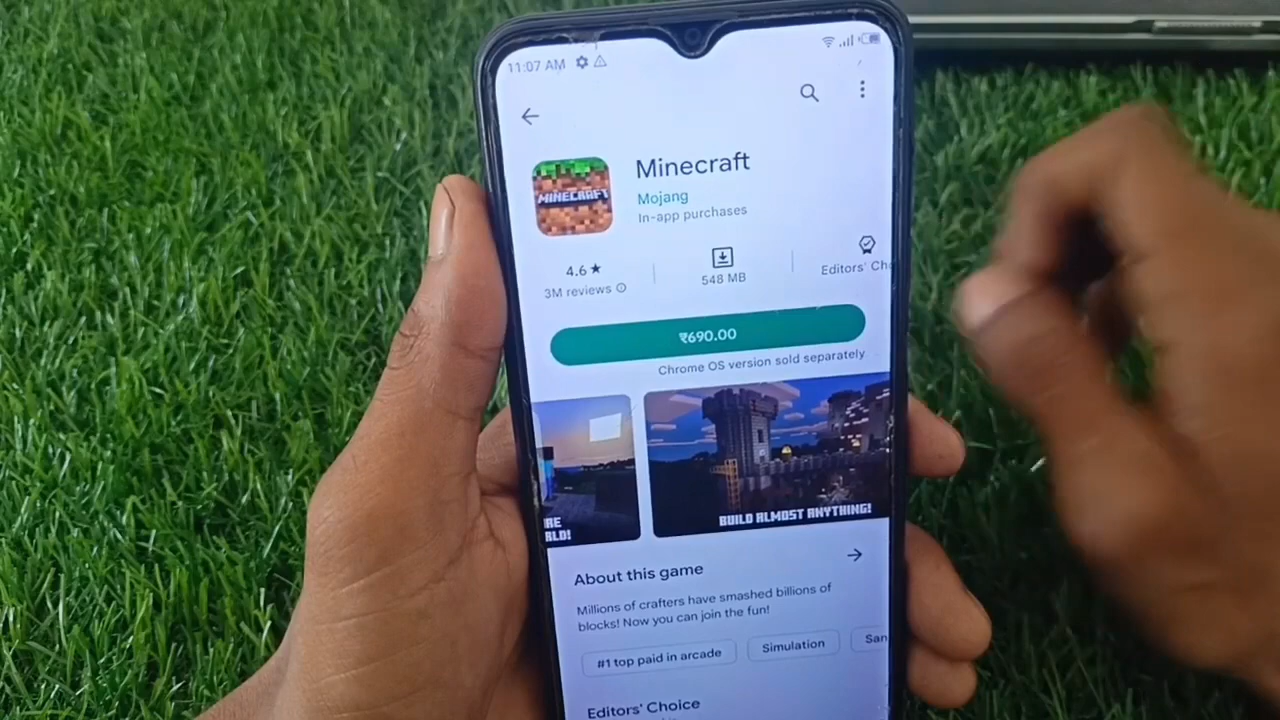 11:07 AM
Minecraft
MINECRAFT
Mojang
In-app purchases
4.6★
548 MB
Editors' Ch
3M reviews
₹690.00
Chrome OS version sold separately
RE
RLD!
BUILD ALMOST ANYTHING!
About this game
Millions of crafters have smashed billions of
blocks! Now you can join the fun!
#1 top paid in arcade
Simulation
San
Editors' Choice